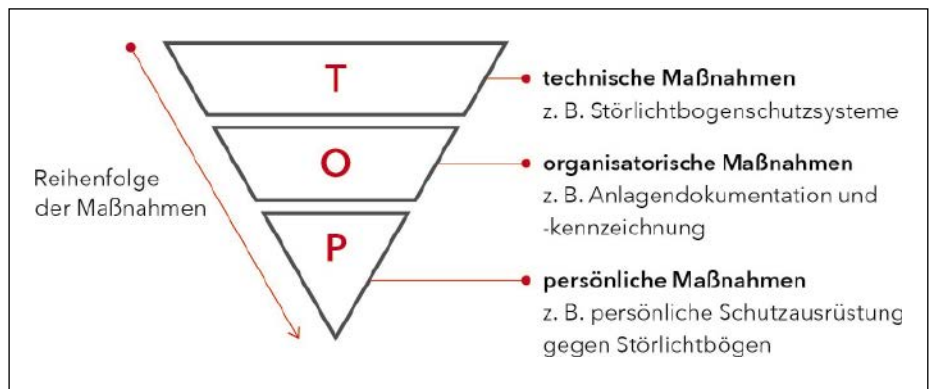 T
technische Maßnahmen
z. B. Störlichtbogenschutzsysteme
O
organisatorische Maßnahmen
z. B. Anlagendokumentation und
-kennzeichnung
Reihenfolge
der Maßnahmen
P
persönliche Maßnahmen
z. B. persönliche Schutzausrüstung
gegen Störlichtbögen